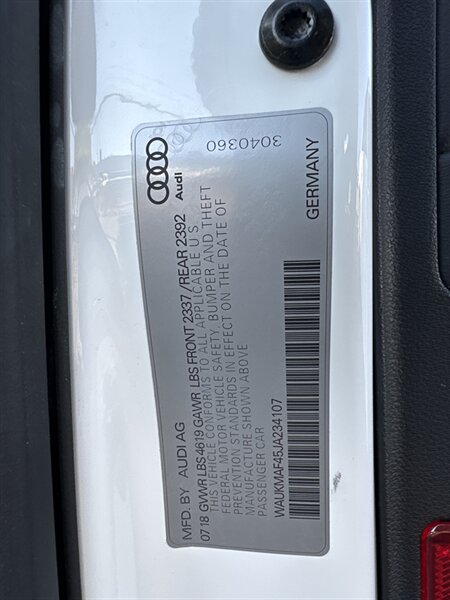 MFD. BY AUDI AG
Audi
0718 GVWR LBS 4619 GAWR LBS FRONT 2337/REAR 2392
THIS VEHICLE CONFORMS TO ALL APPLICABLE U.S.
FEDERAL MOTOR VEHICLE SAFETY, BUMPER AND THEFT
PREVENTION STANDARDS IN EFFECT ON THE DATE OF
MANUFACTURE SHOWN ABOVE
PASSENGER CAR
3040360
WAUKMAF45JA234107
GERMANY